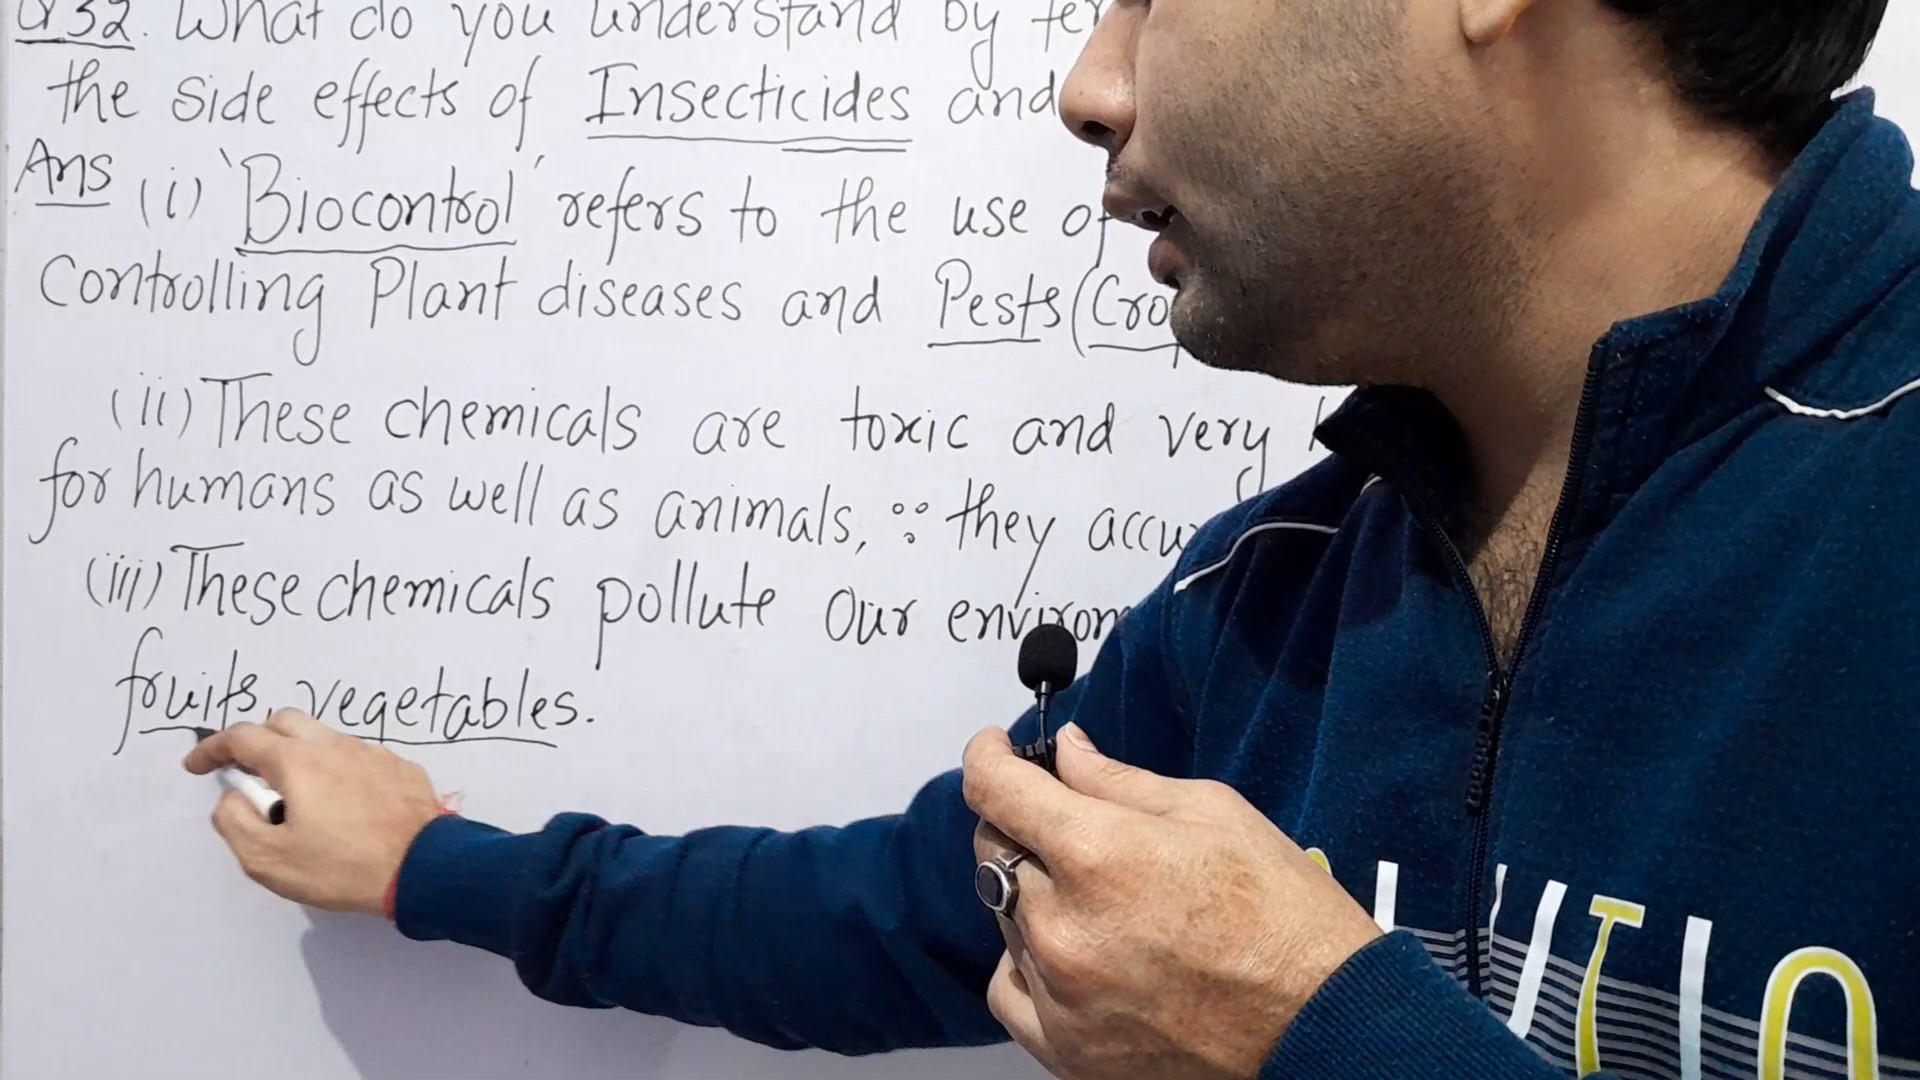 Q32. What do you understand by
the side effects of Insecticides and
Ans (i) 'Biocontrol' refers to the use of
Controlling Plant diseases and Pests (Cro
(ii) These chemicals are toxic and very
for humans as well as animals, ∵ they accu
(iii) These chemicals pollute our environ
fruits, vegetables.